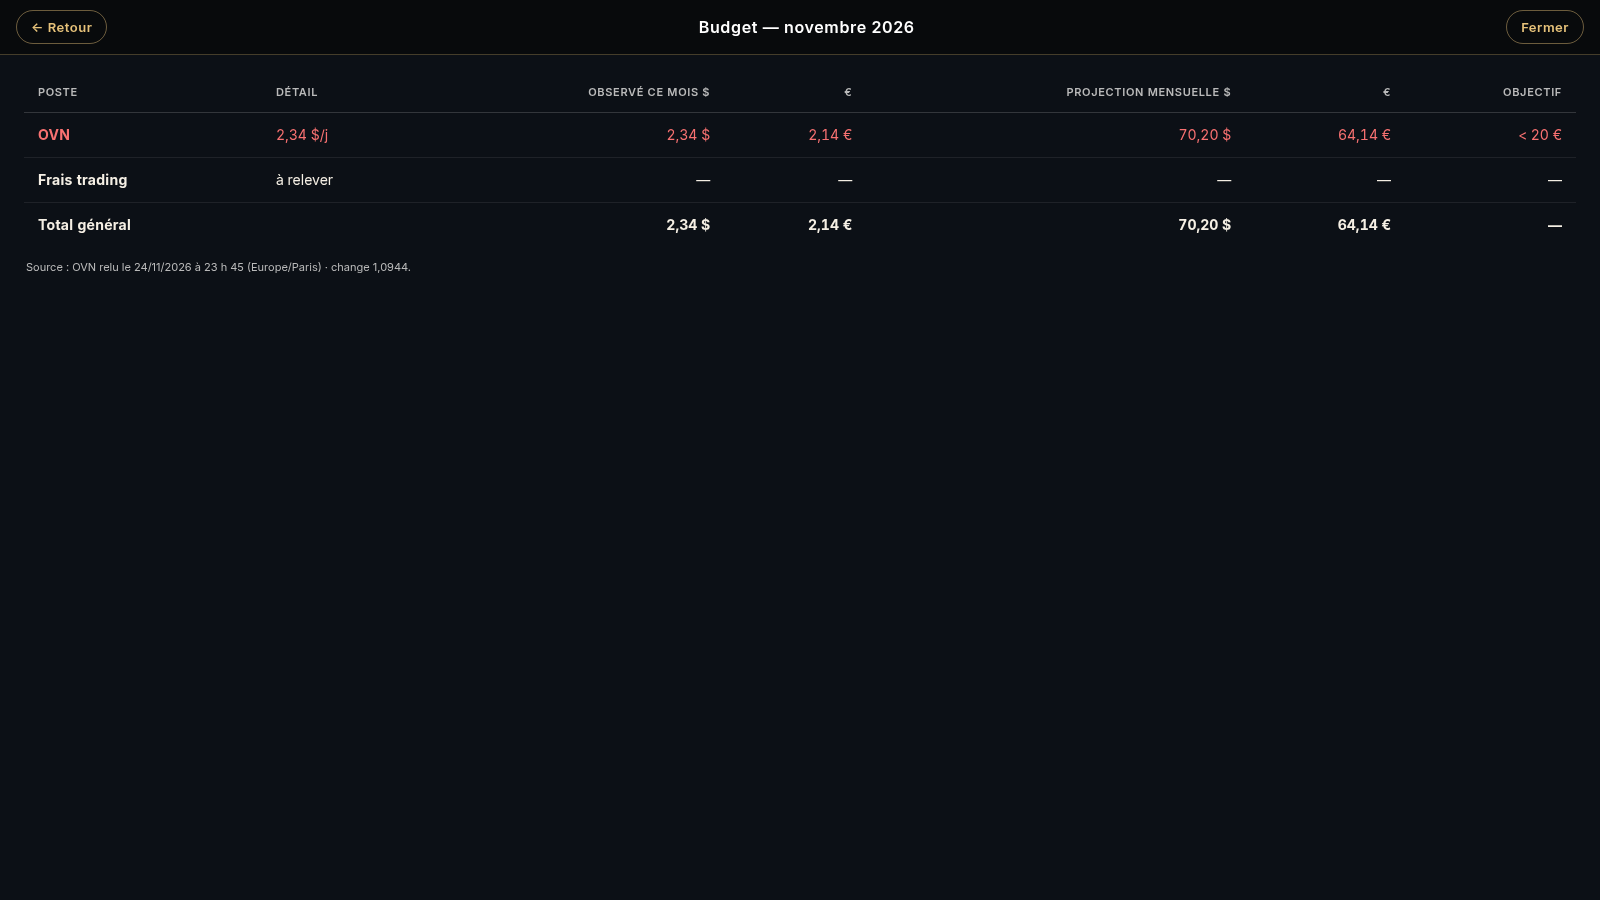 ← Retour
Budget — novembre 2026
Fermer
POSTE DÉTAIL OBSERVÉ CE MOIS $ € PROJECTION MENSUELLE $ € OBJECTIF
OVN 2,34 $/j 2,34 $ 2,14 € 70,20 $ 64,14 € < 20 €
Frais trading à relever — — — — —
Total général 2,34 $ 2,14 € 70,20 $ 64,14 € —
Source : OVN relu le 24/11/2026 à 23 h 45 (Europe/Paris) · change 1,0944.